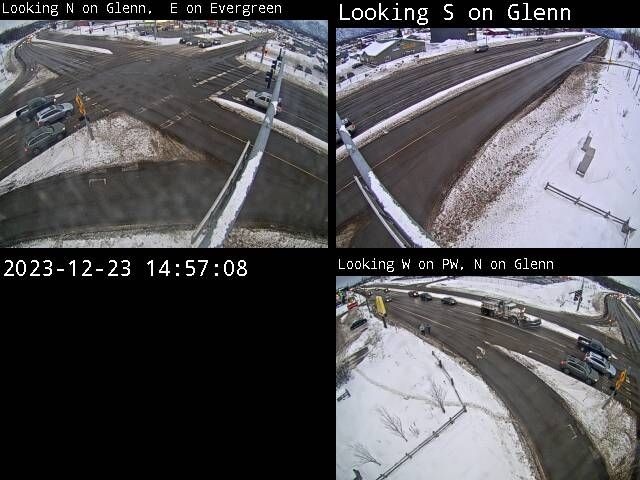 Looking N on Glenn,  E on Evergreen
Looking S on Glenn
2023-12-23 14:57:08
Looking W on PW, N on Glenn